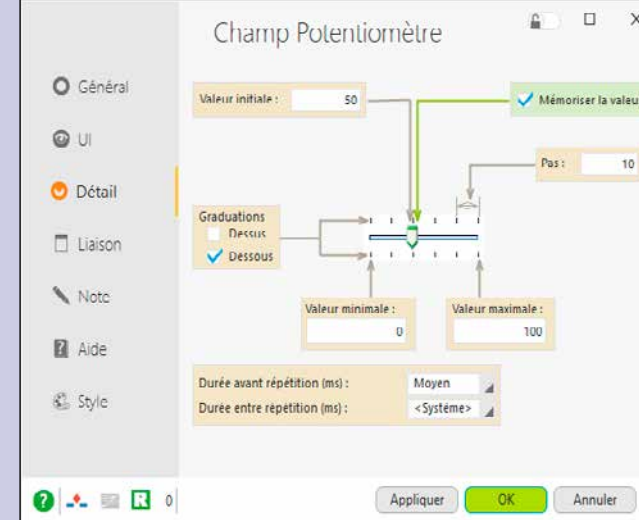 Champ Potentiomètre
Général
UI
Détail
Liaison
Note
Aide
Style
Valeur initiale : 50
Mémoriser la valeu
Pas : 10
Graduations
Dessus
Dessous
Valeur minimale :
0
Valeur maximale :
100
Durée avant répétition (ms) : Moyen
Durée entre répétition (ms) : <Système>
0
Appliquer
OK
Annuler